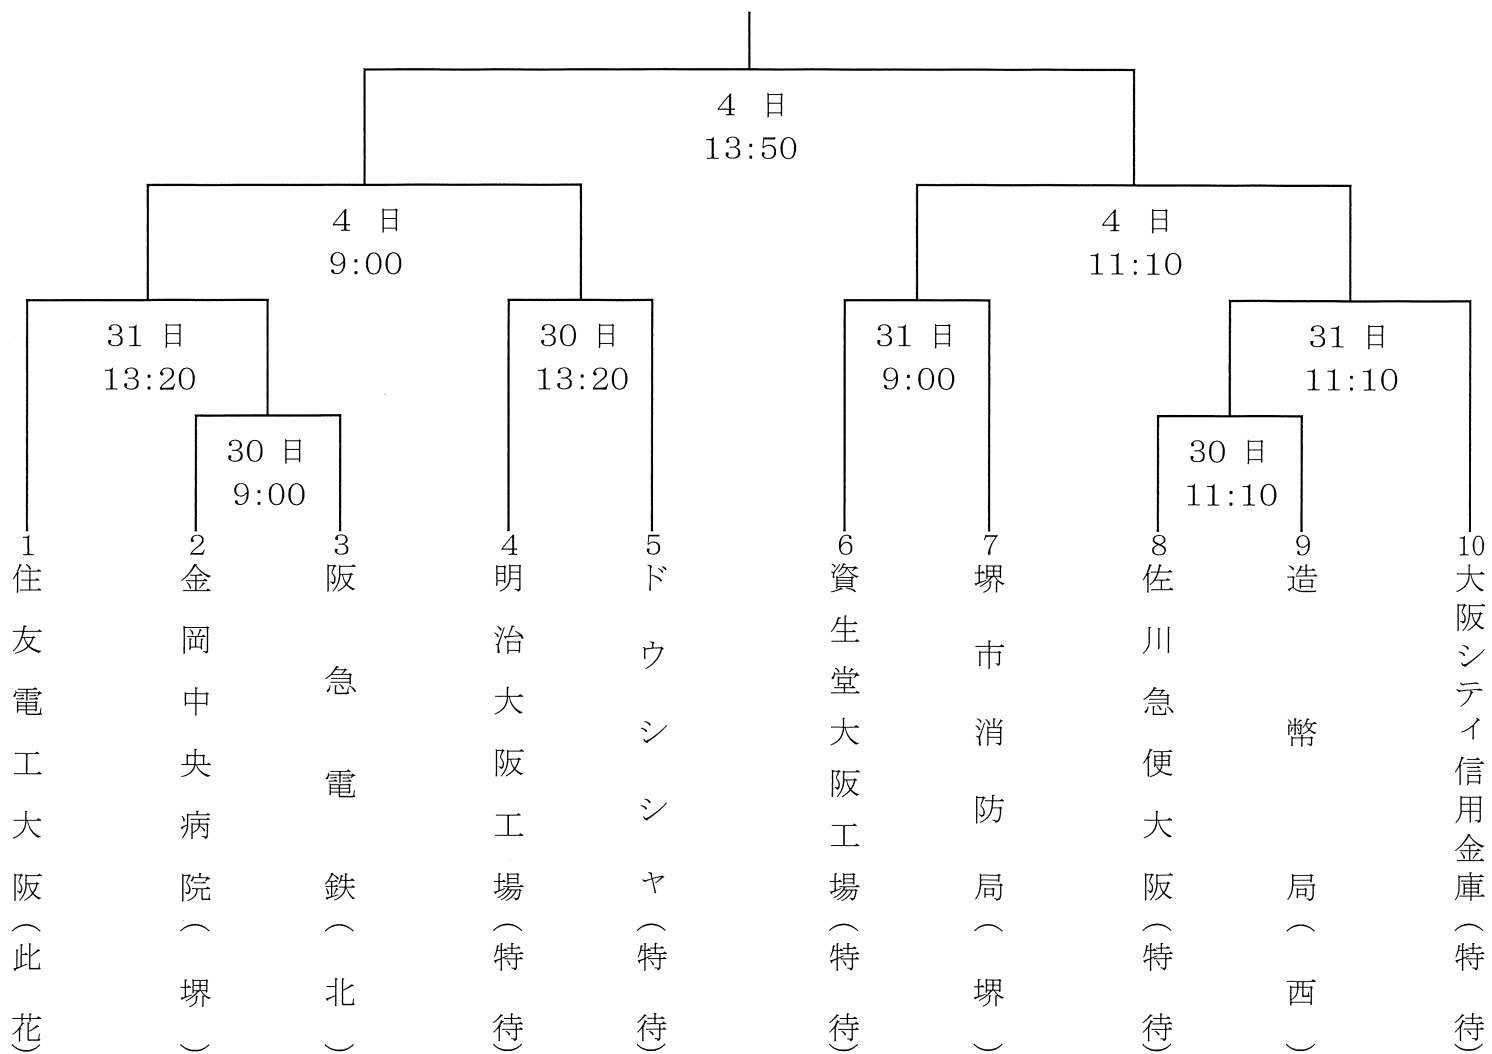 4 日
13:50
4 日
9:00
4 日
11:10
31 日
13:20
30 日
13:20
31 日
9:00
31 日
11:10
30 日
9:00
30 日
11:10
1
住友電工大阪(此花)
2
金岡中央病院(堺)
3
阪急電鉄(北)
4
明治大阪工場(特待)
5
ドウシシャ(特待)
6
資生堂大阪工場(特待)
7
堺市消防局(堺)
8
佐川急便大阪(特待)
9
造幣局(西)
10
大阪シティ信用金庫(特待)